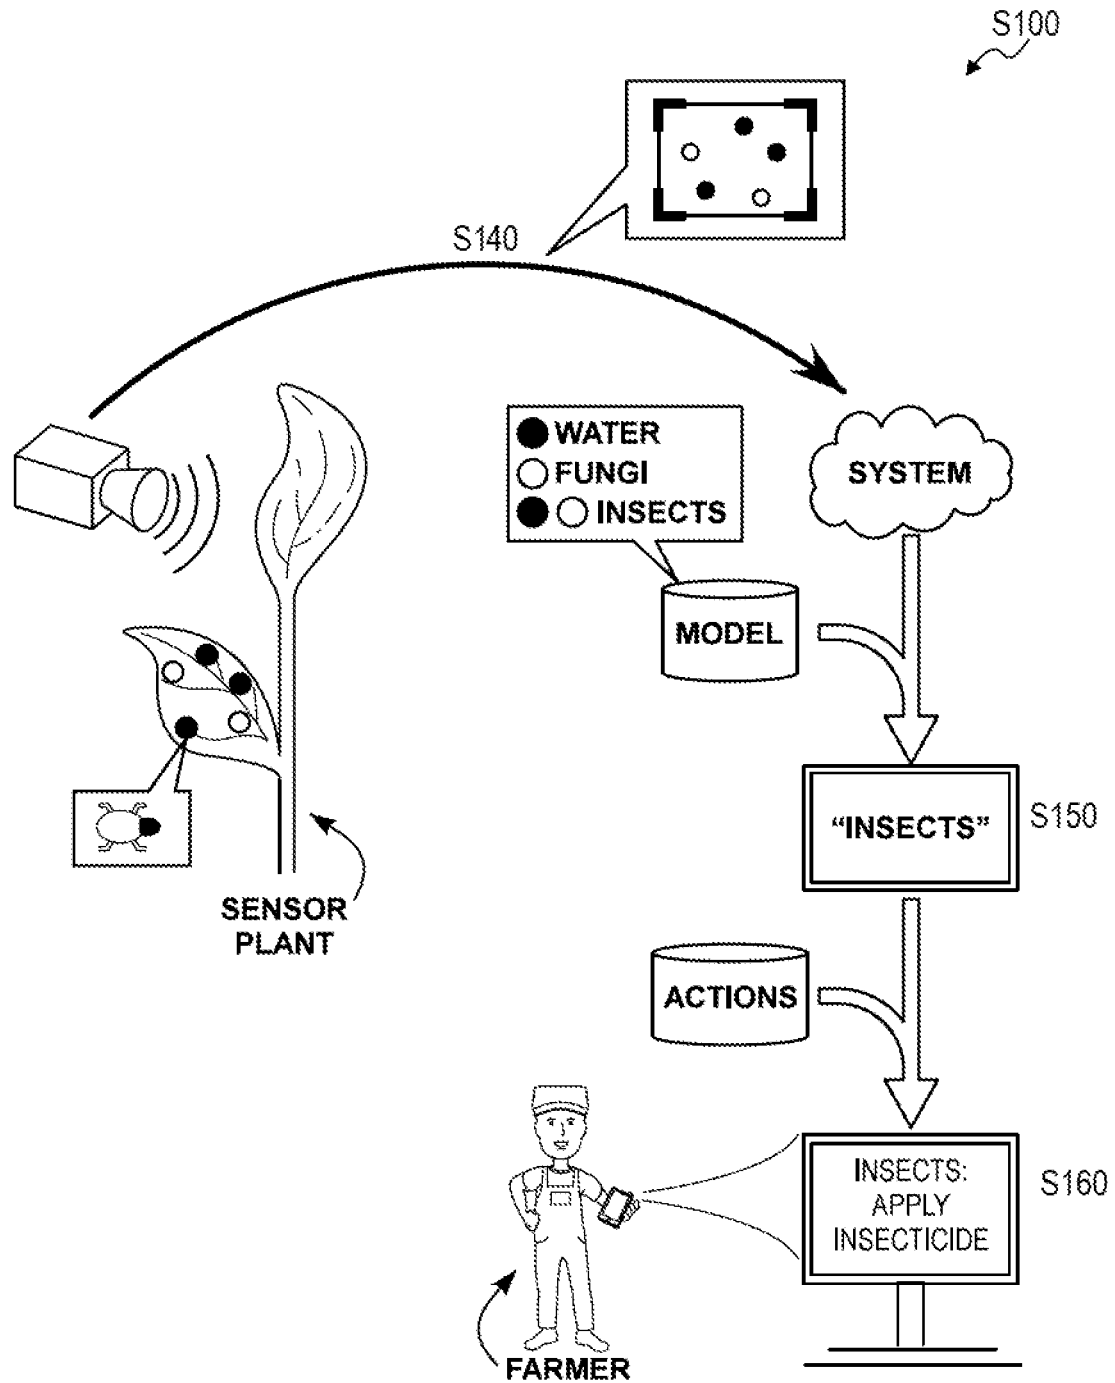 S100
S140
WATER
FUNGI
INSECTS
SYSTEM
MODEL
“INSECTS”
S150
SENSOR
PLANT
ACTIONS
INSECTS:
APPLY
INSECTICIDE
S160
FARMER